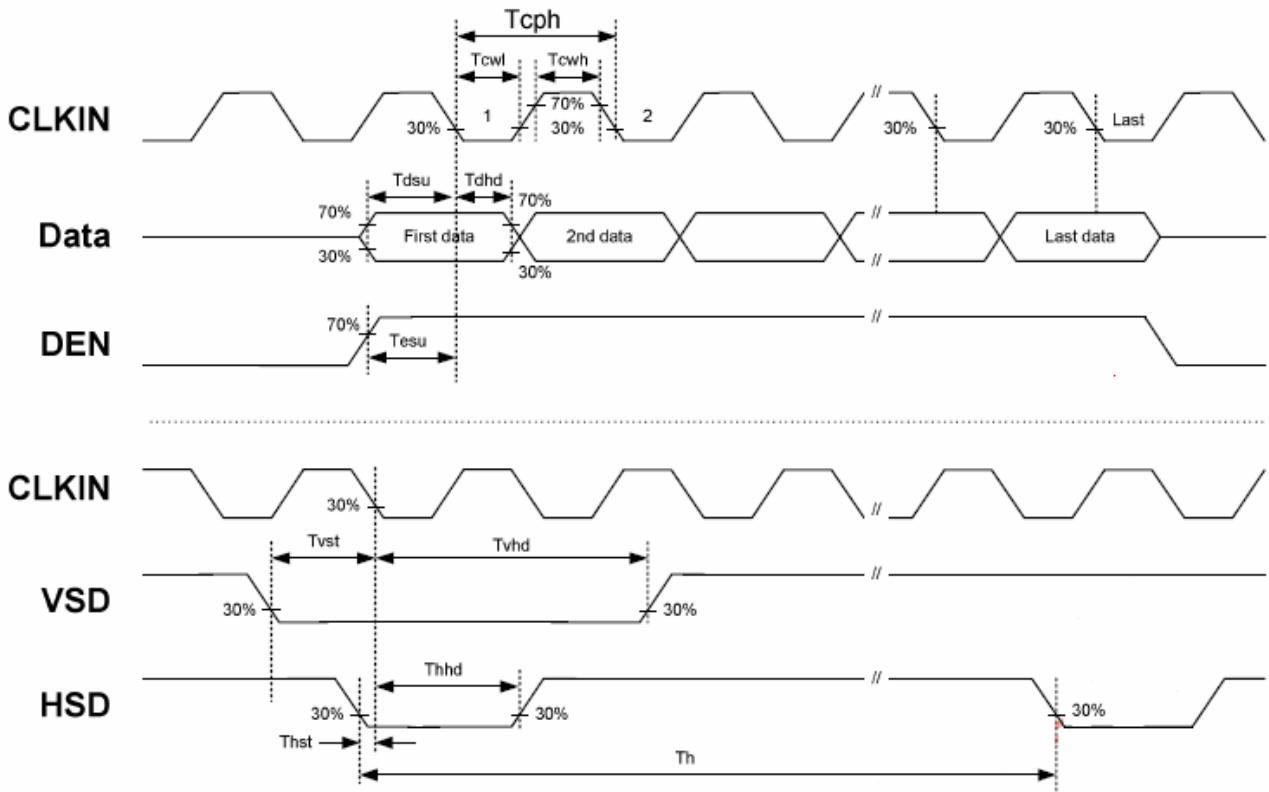 Tcph
Tcwl Tcwh
CLKIN 30% 1 70% 30% 2 // 30% 30% Last
Tdsu Tdhd
70% 70%
Data First data 2nd data // // Last data
30% 30%
DEN 70% Tesu //
CLKIN 30% //
Tvst Tvhd
VSD 30% 30% //
Thhd
HSD 30% 30% // 30%
Thst
Th